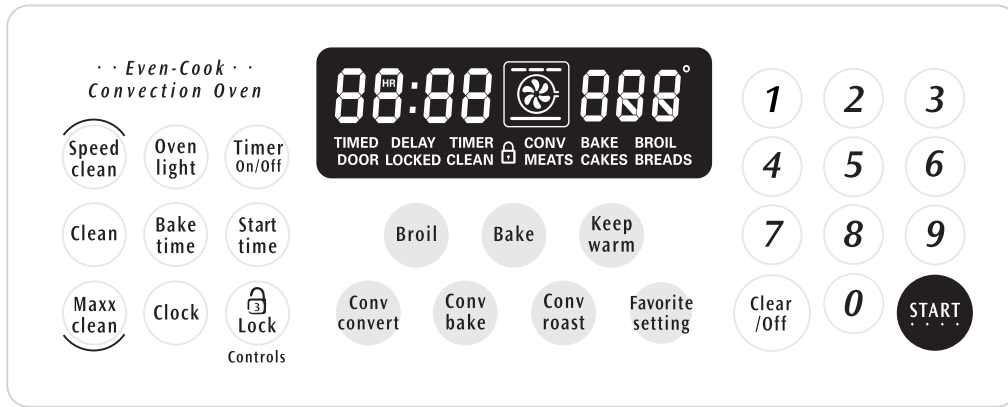 · · Even-Cook · ·
Convection Oven
Speed
clean
Oven
light
Timer
On/Off
Clean
Bake
time
Start
time
Maxx
clean
Clock
3
Lock
Controls
88:88
HR
888°
TIMED DELAY TIMER CONV BAKE BROIL
DOOR LOCKED CLEAN MEATS CAKES BREADS
Broil
Bake
Keep
warm
Conv
convert
Conv
bake
Conv
roast
Favorite
setting
1
2
3
4
5
6
7
8
9
Clear
/Off
0
START